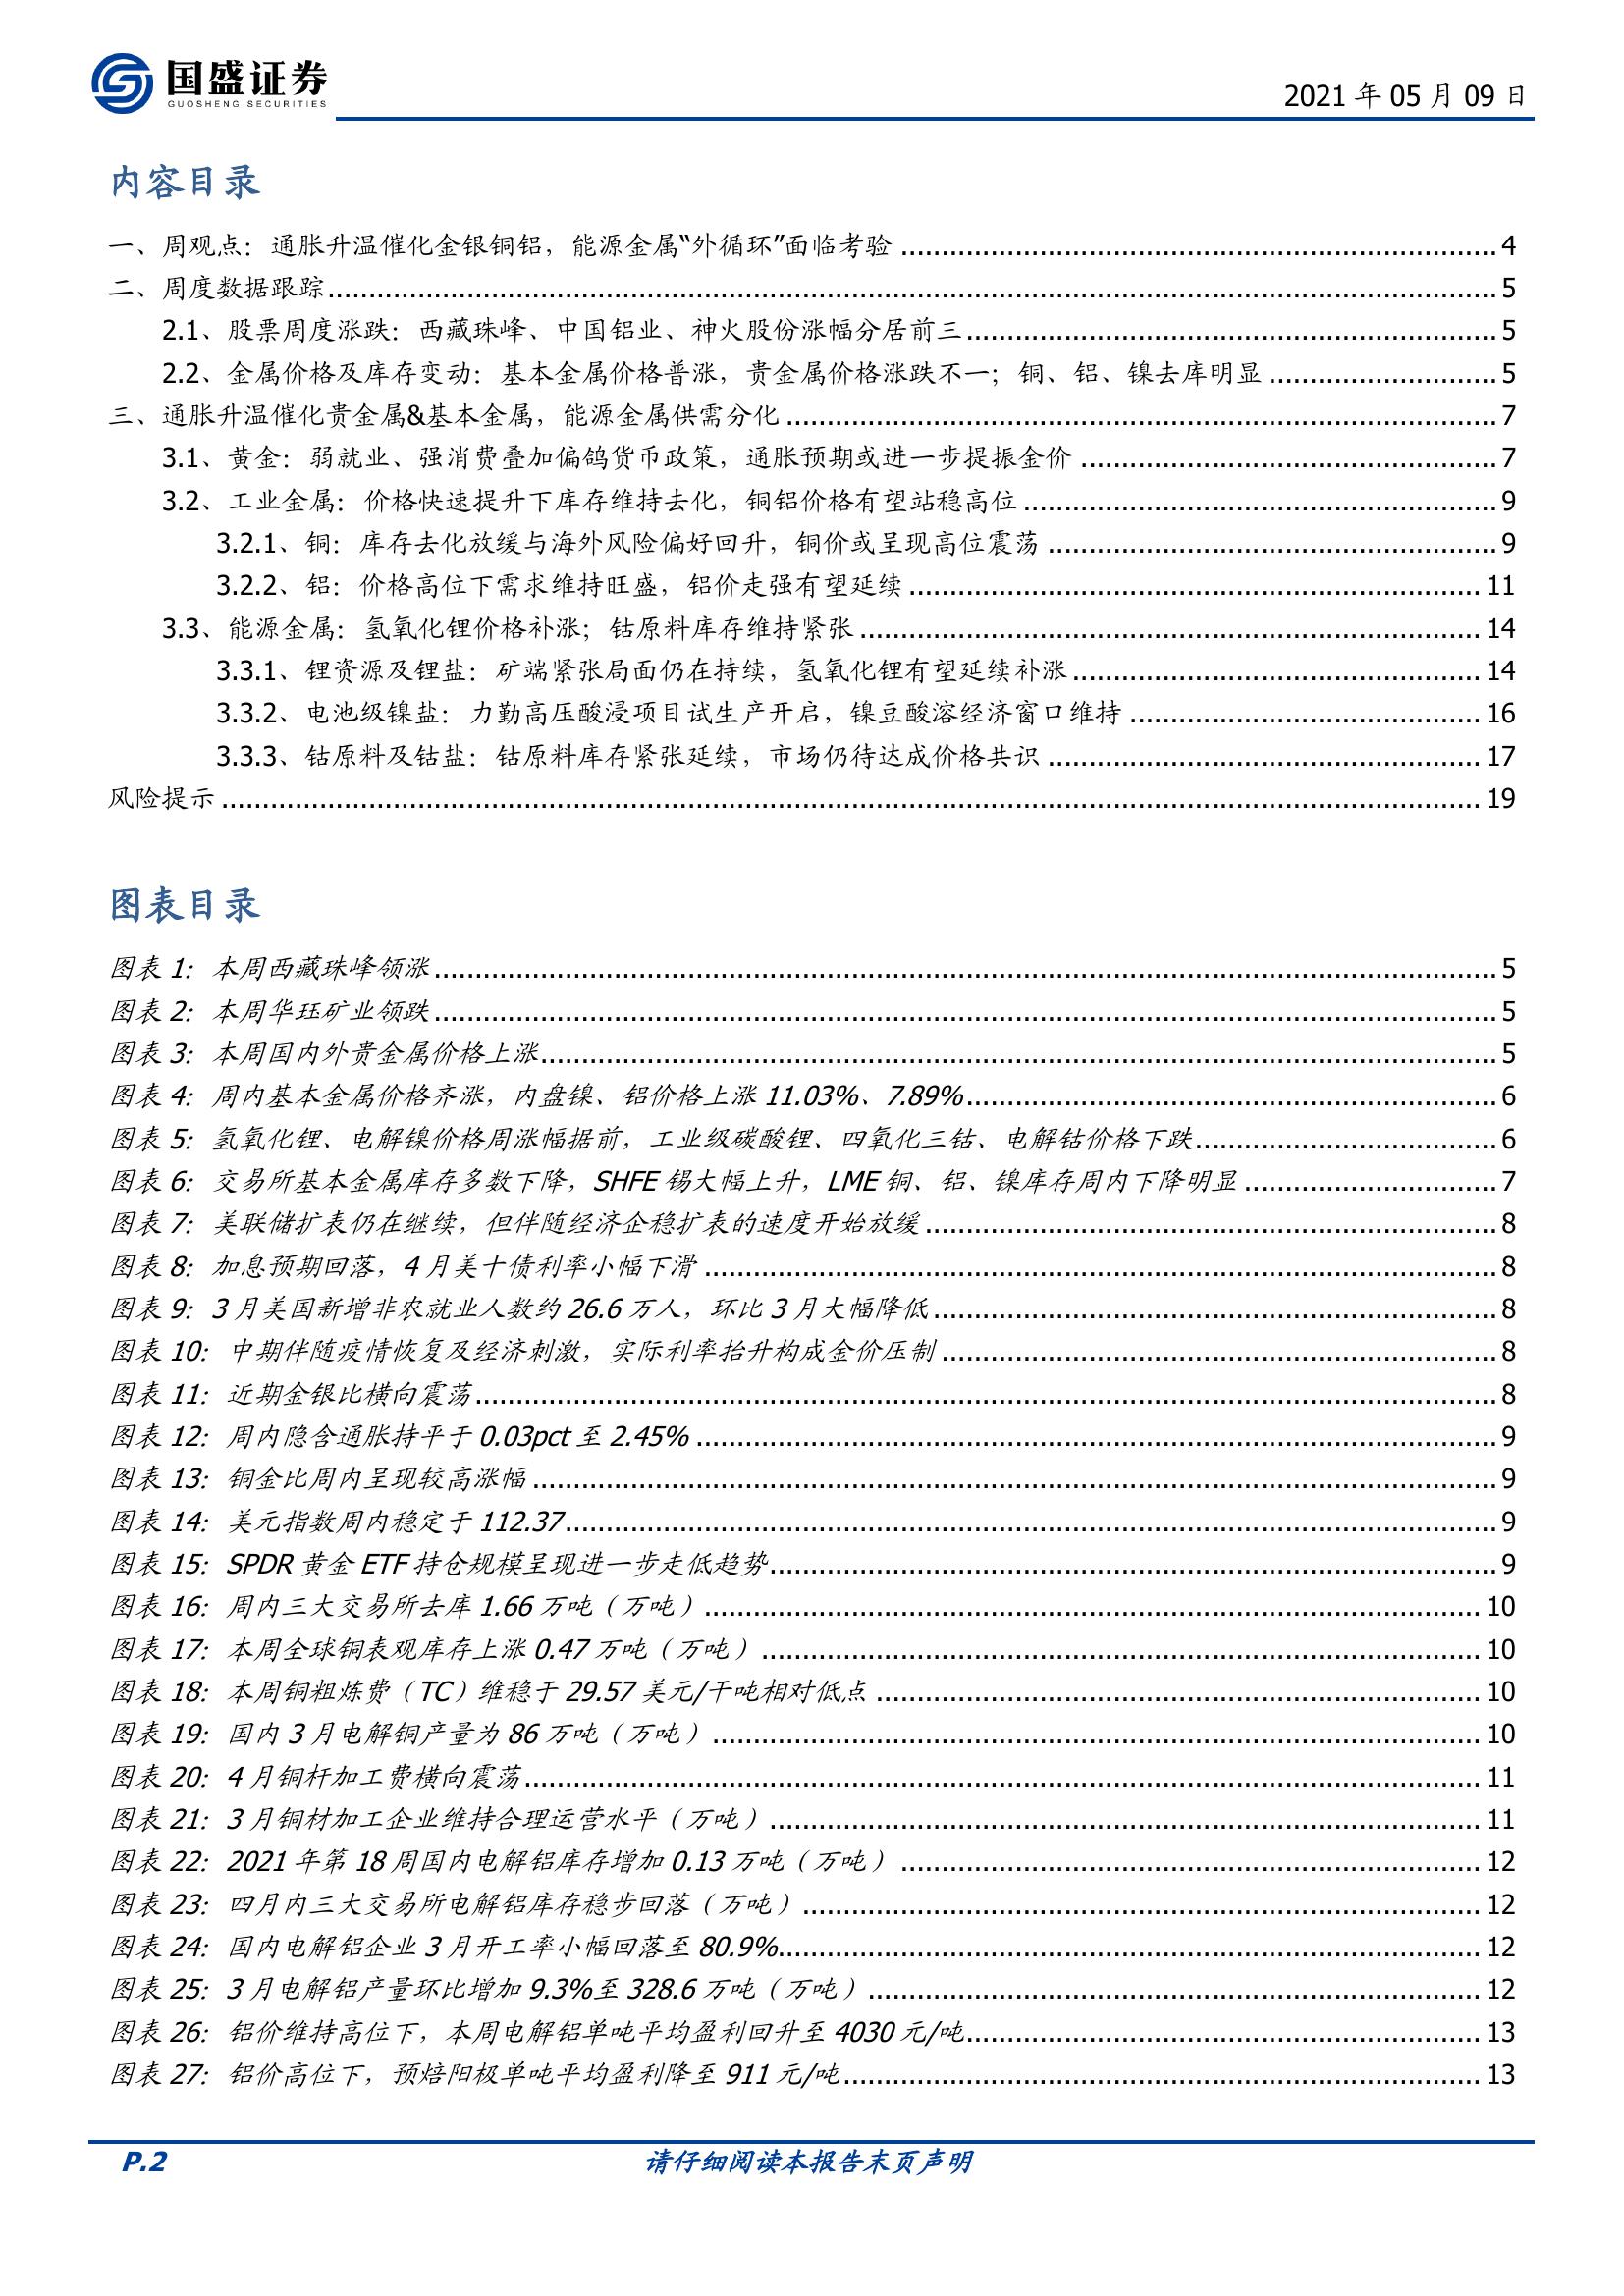 国盛证券
GUOSHENG SECURITIES
2021 年 05 月 09 日
内容目录
一、周观点：通胀升温催化金银铜铝，能源金属“外循环”面临考验 4
二、周度数据跟踪 5
2.1、股票周度涨跌：西藏珠峰、中国铝业、神火股份涨幅分居前三 5
2.2、金属价格及库存变动：基本金属价格普涨，贵金属价格涨跌不一；铜、铝、镍去库明显 5
三、通胀升温催化贵金属&基本金属，能源金属供需分化 7
3.1、黄金：弱就业、强消费叠加偏鸽货币政策，通胀预期或进一步提振金价 7
3.2、工业金属：价格快速提升下库存维持去化，铜铝价格有望站稳高位 9
3.2.1、铜：库存去化放缓与海外风险偏好回升，铜价或呈现高位震荡 9
3.2.2、铝：价格高位下需求维持旺盛，铝价走强有望延续 11
3.3、能源金属：氢氧化锂价格补涨；钴原料库存维持紧张 14
3.3.1、锂资源及锂盐：矿端紧张局面仍在持续，氢氧化锂有望延续补涨 14
3.3.2、电池级镍盐：力勤高压酸浸项目试生产开启，镍豆酸溶经济窗口维持 16
3.3.3、钴原料及钴盐：钴原料库存紧张延续，市场仍待达成价格共识 17
风险提示 19
图表目录
图表 1：本周西藏珠峰领涨 5
图表 2：本周华珏矿业领跌 5
图表 3：本周国内外贵金属价格上涨 5
图表 4：周内基本金属价格齐涨，内盘镍、铝价格上涨 11.03%、7.89% 6
图表 5：氢氧化锂、电解镍价格周涨幅据前，工业级碳酸锂、四氧化三钴、电解钴价格下跌 6
图表 6：交易所基本金属库存多数下降，SHFE 锡大幅上升，LME 铜、铝、镍库存周内下降明显 7
图表 7：美联储扩表仍在继续，但伴随经济企稳扩表的速度开始放缓 8
图表 8：加息预期回落，4 月美十债利率小幅下滑 8
图表 9：3 月美国新增非农就业人数约 26.6 万人，环比 3 月大幅降低 8
图表 10：中期伴随疫情恢复及经济刺激，实际利率抬升构成金价压制 8
图表 11：近期金银比横向震荡 8
图表 12：周内隐含通胀持平于 0.03pct 至 2.45% 9
图表 13：铜金比周内呈现较高涨幅 9
图表 14：美元指数周内稳定于 112.37 9
图表 15：SPDR 黄金 ETF 持仓规模呈现进一步走低趋势 9
图表 16：周内三大交易所去库 1.66 万吨（万吨） 10
图表 17：本周全球铜表观库存上涨 0.47 万吨（万吨） 10
图表 18：本周铜粗炼费（TC）维稳于 29.57 美元/干吨相对低点 10
图表 19：国内 3 月电解铜产量为 86 万吨（万吨） 10
图表 20：4 月铜杆加工费横向震荡 11
图表 21：3 月铜材加工企业维持合理运营水平（万吨） 11
图表 22：2021 年第 18 周国内电解铝库存增加 0.13 万吨（万吨） 12
图表 23：四月内三大交易所电解铝库存稳步回落（万吨） 12
图表 24：国内电解铝企业 3 月开工率小幅回落至 80.9% 12
图表 25：3 月电解铝产量环比增加 9.3%至 328.6 万吨（万吨） 12
图表 26：铝价维持高位下，本周电解铝单吨平均盈利回升至 4030 元/吨 13
图表 27：铝价高位下，预焙阳极单吨平均盈利降至 911 元/吨 13
P.2
请仔细阅读本报告末页声明